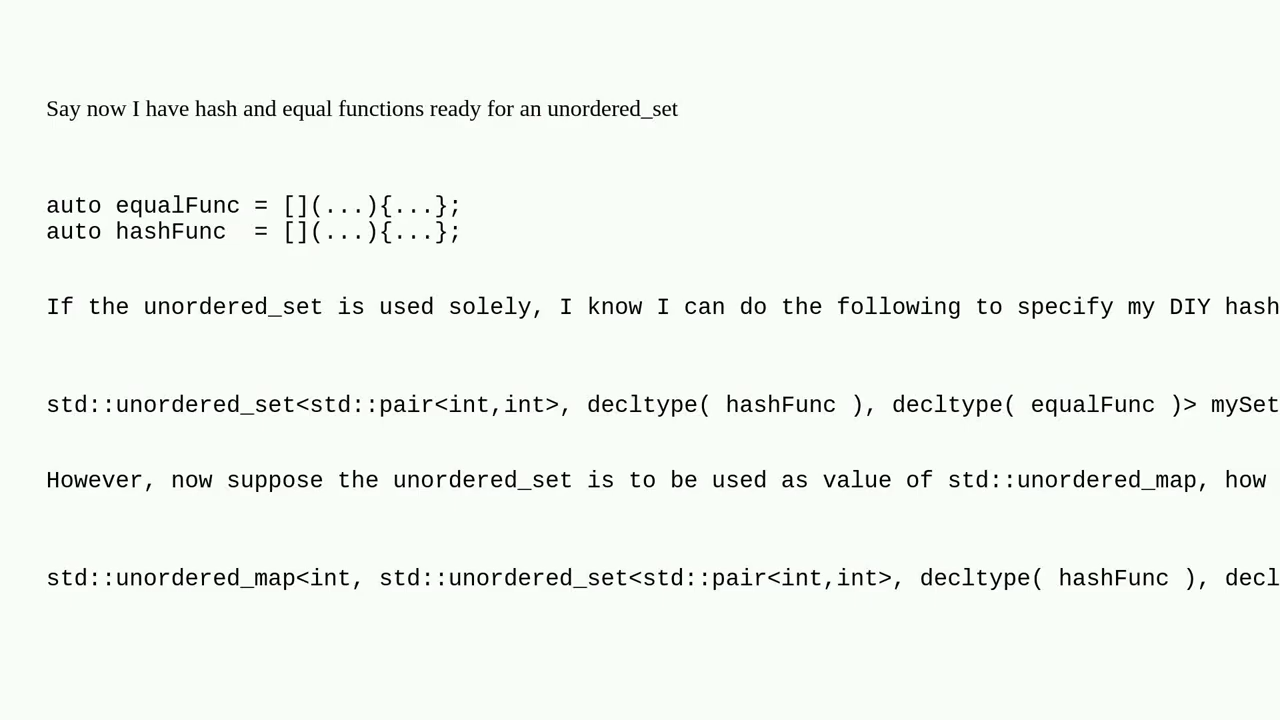 Say now I have hash and equal functions ready for an unordered_set
auto equalFunc = [](...){...};
auto hashFunc  = [](...){...};
If the unordered_set is used solely, I know I can do the following to specify my DIY hash
std::unordered_set<std::pair<int,int>, decltype( hashFunc ), decltype( equalFunc )> mySet
However, now suppose the unordered_set is to be used as value of std::unordered_map, how
std::unordered_map<int, std::unordered_set<std::pair<int,int>, decltype( hashFunc ), decl